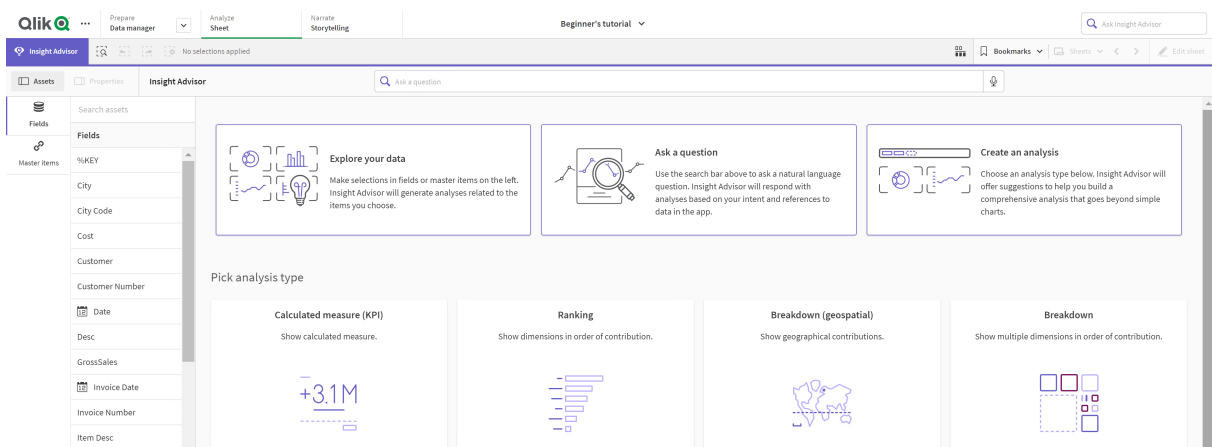 Qlik
Prepare
Data manager
Analyze
Sheet
Narrate
Storytelling
Beginner's tutorial
Ask Insight Advisor
Insight Advisor
No selections applied
Bookmarks
Sheets
Edit sheet
Assets
Properties
Insight Advisor
Ask a question
Fields
Master items
Search assets
Fields
%KEY
City
City Code
Cost
Customer
Customer Number
12 Date
Desc
GrossSales
12 Invoice Date
Invoice Number
Item Desc
Explore your data
Make selections in fields or master items on the left.
Insight Advisor will generate analyses related to the
items you choose.
Ask a question
Use the search bar above to ask a natural language
question. Insight Advisor will respond with
analyses based on your intent and references to
data in the app.
Create an analysis
Choose an analysis type below. Insight Advisor will
offer suggestions to help you build a
comprehensive analysis that goes beyond simple
charts.
Pick analysis type
Calculated measure (KPI)
Show calculated measure.
+3.1M
Ranking
Show dimensions in order of contribution.
Breakdown (geospatial)
Show geographical contributions.
Breakdown
Show multiple dimensions in order of contribution.